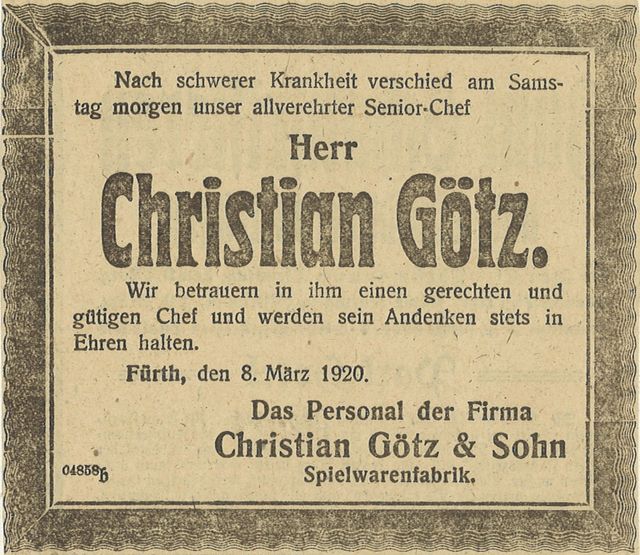 Nach schwerer Krankheit verschied am Sams-
tag morgen unser allverehrter Senior-Chef
Herr
Christian Götz.
Wir betrauern in ihm einen gerechten und
gütigen Chef und werden sein Andenken stets in
Ehren halten.
Fürth, den 8. März 1920.
Das Personal der Firma
Christian Götz & Sohn
04858b Spielwarenfabrik.